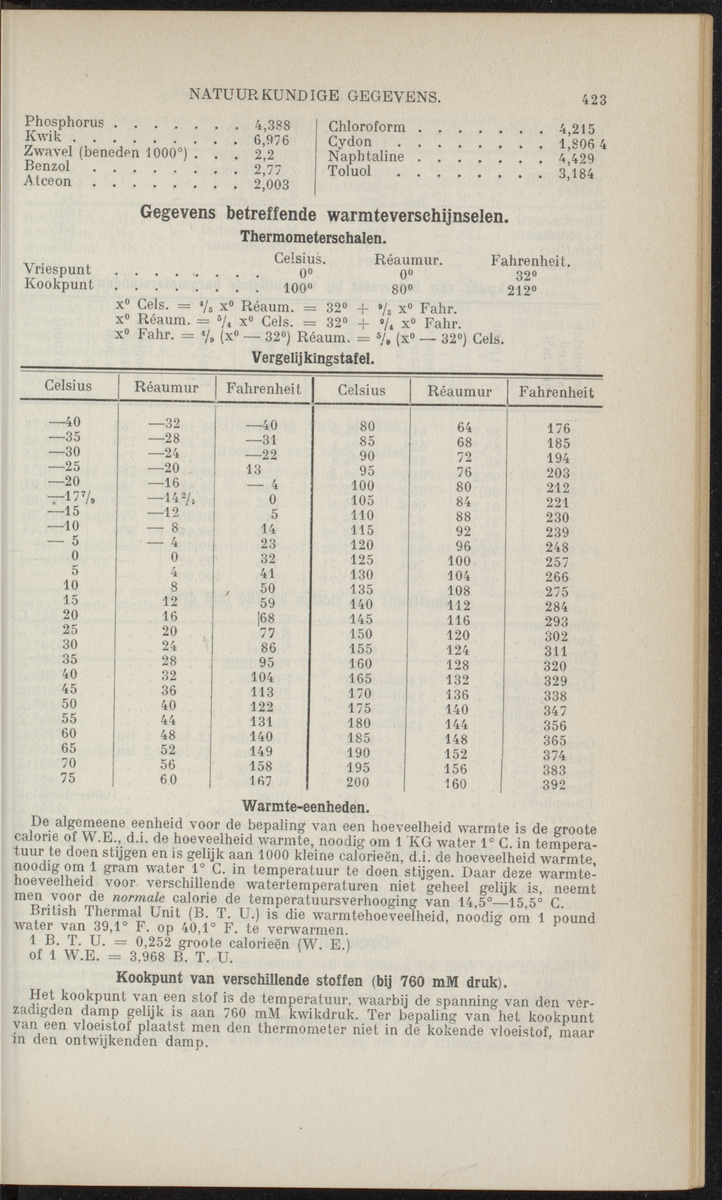 NATUURKUNDIGE GEGEVENS. 423
Phosphorus . . . . . . . 4,388
Kwik . . . . . . . . . 6,976
Zwavel (beneden 1000°) . . . 2,2
Benzol . . . . . . . . 2,77
Atceon . . . . . . . . 2,003
Chloroform . . . . . . . 4,215
Cydon . . . . . . . . 1,806 4
Naphtaline . . . . . . . 4,429
Toluol . . . . . . . . 3,184
Gegevens betreffende warmteverschijnselen.
Thermometerschalen.
Celsius. Réaumur. Fahrenheit.
Vriespunt . . . . . . . . 0° 0° 32°
Kookpunt . . . . . . . . 100° 80° 212°
x° Cels. = 4/5 x° Réaum. = 32° + 9/5 x° Fahr.
x° Réaum. = 5/4 x° Cels. = 32° + 9/4 x° Fahr.
x° Fahr. = 4/9 (x° — 32°) Réaum. = 5/9 (x° — 32°) Cels.
Vergelijkingstafel.
Celsius Réaumur Fahrenheit Celsius Réaumur Fahrenheit
—40 —32 —40 80 64 176
—35 —28 —31 85 68 185
—30 —24 —22 90 72 194
—25 —20 13 95 76 203
—20 —16 — 4 100 80 212
—17 7/9 —14 2/ 0 105 84 221
—15 —12 5 110 88 230
—10 — 8 14 115 92 239
— 5 — 4 23 120 96 248
0 0 32 125 100 257
5 4 41 130 104 266
10 8 50 135 108 275
15 12 59 140 112 284
20 16 68 145 116 293
25 20 77 150 120 302
30 24 86 155 124 311
35 28 95 160 128 320
40 32 104 165 132 329
45 36 113 170 136 338
50 40 122 175 140 347
55 44 131 180 144 356
60 48 140 185 148 365
65 52 149 190 152 374
70 56 158 195 156 383
75 60 167 200 160 392
Warmte-eenheden.
De algemeene eenheid voor de bepaling van een hoeveelheid warmte is de groote
calorie of W.E., d.i. de hoeveelheid warmte, noodig om 1 KG water 1° C. in tempera-
tuur te doen stijgen en is gelijk aan 1000 kleine calorieën, d.i. de hoeveelheid warmte,
noodig om 1 gram water 1° C. in temperatuur te doen stijgen. Daar deze warmte-
hoeveelheid voor verschillende watertemperaturen niet geheel gelijk is, neemt
men voor de normale calorie de temperatuursverhooging van 14,5°—15,5° C.
British Thermal Unit (B. T. U.) is die warmtehoeveelheid, noodig om 1 pound
water van 39,1° F. op 40,1° F. te verwarmen.
1 B. T. U. = 0,252 groote calorieën (W. E.)
of 1 W.E. = 3,968 B. T. U.
Kookpunt van verschillende stoffen (bij 760 mM druk).
Het kookpunt van een stof is de temperatuur, waarbij de spanning van den ver-
zadigden damp gelijk is aan 760 mM kwikdruk. Ter bepaling van het kookpunt
van een vloeistof plaatst men den thermometer niet in de kokende vloeistof, maar
in den ontwijkenden damp.